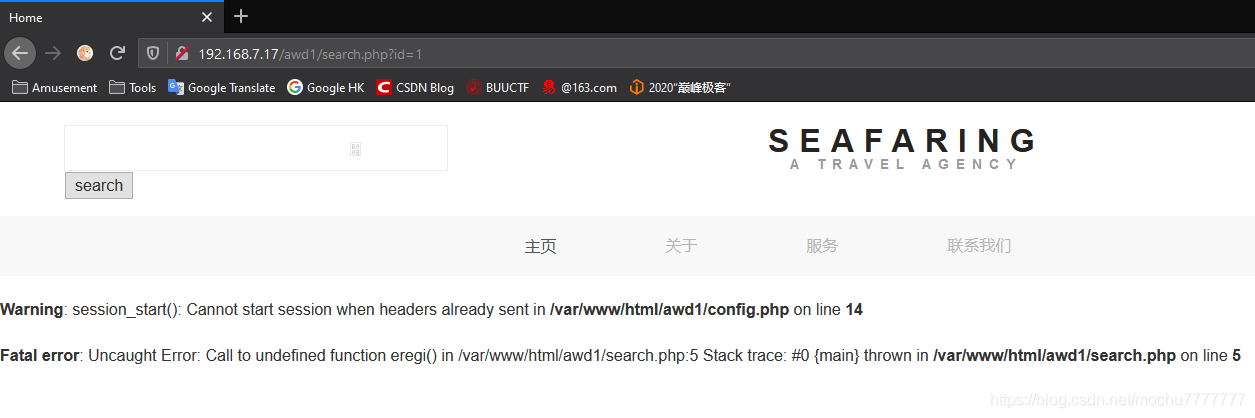 Home
192.168.7.17/awd1/search.php?id=1
Amusement Tools Google Translate Google HK CSDN Blog BUUCTF @163.com 2020"巅峰极客"
SEAFARING
A TRAVEL AGENCY
search
主页 关于 服务 联系我们
Warning: session_start(): Cannot start session when headers already sent in /var/www/html/awd1/config.php on line 14
Fatal error: Uncaught Error: Call to undefined function eregi() in /var/www/html/awd1/search.php:5 Stack trace: #0 {main} thrown in /var/www/html/awd1/search.php on line 5
https://blog.csdn.net/mochu7777777